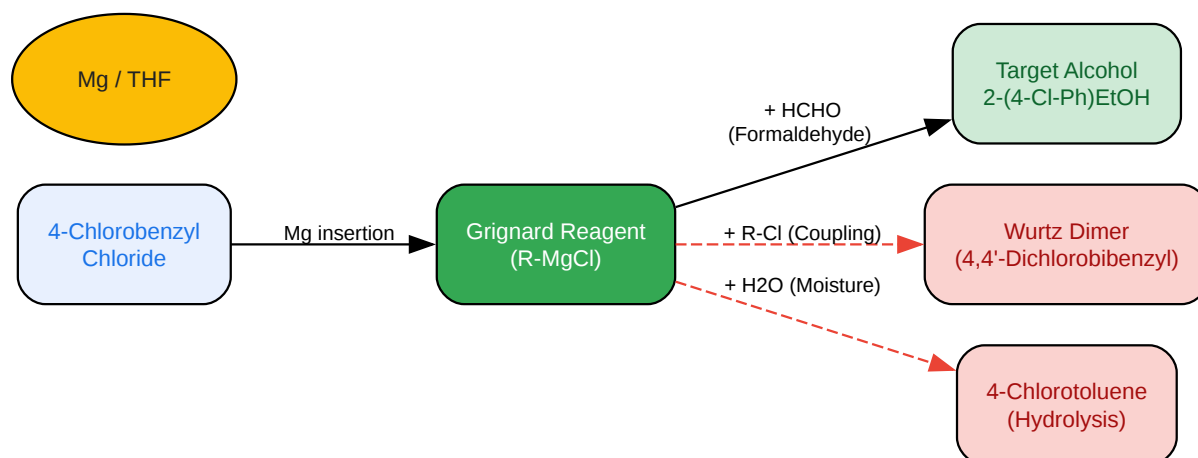 Mg / THF
4-Chlorobenzyl
Chloride
Mg insertion
Grignard Reagent
(R-MgCl)
+ HCHO
(Formaldehyde)
+ R-Cl (Coupling)
+ H2O (Moisture)
Target Alcohol
2-(4-Cl-Ph)EtOH
Wurtz Dimer
(4,4'-Dichlorobibenzyl)
4-Chlorotoluene
(Hydrolysis)